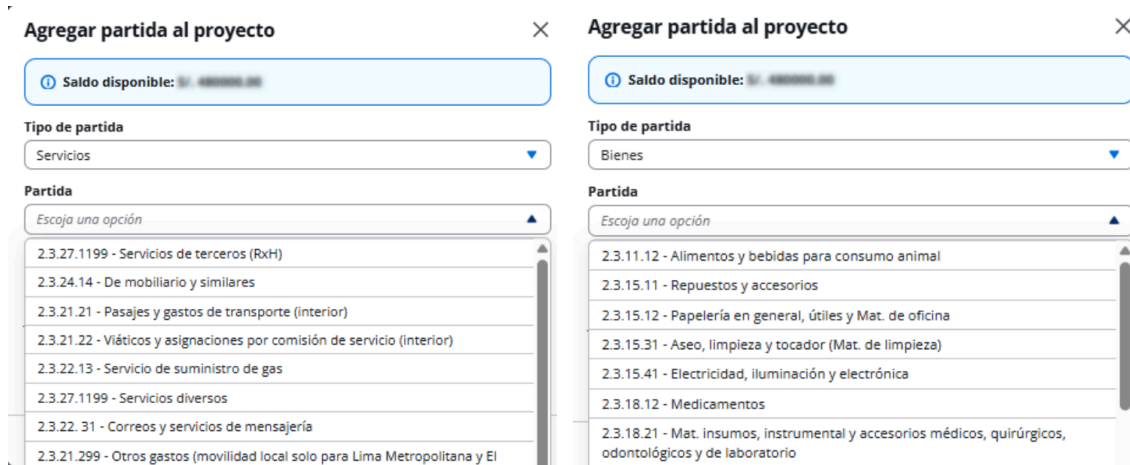 Agregar partida al proyecto
Saldo disponible:
Tipo de partida
Servicios
Partida
Escoja una opción
2.3.27.1199 - Servicios de terceros (RxH)
2.3.24.14 - De mobiliario y similares
2.3.21.21 - Pasajes y gastos de transporte (interior)
2.3.21.22 - Viáticos y asignaciones por comisión de servicio (interior)
2.3.22.13 - Servicio de suministro de gas
2.3.27.1199 - Servicios diversos
2.3.22. 31 - Correos y servicios de mensajería
2.3.21.299 - Otros gastos (movilidad local solo para Lima Metropolitana y El
Agregar partida al proyecto
Saldo disponible:
Tipo de partida
Bienes
Partida
Escoja una opción
2.3.11.12 - Alimentos y bebidas para consumo animal
2.3.15.11 - Repuestos y accesorios
2.3.15.12 - Papelería en general, útiles y Mat. de oficina
2.3.15.31 - Aseo, limpieza y tocador (Mat. de limpieza)
2.3.15.41 - Electricidad, iluminación y electrónica
2.3.18.12 - Medicamentos
2.3.18.21 - Mat. insumos, instrumental y accesorios médicos, quirúrgicos,
odontológicos y de laboratorio